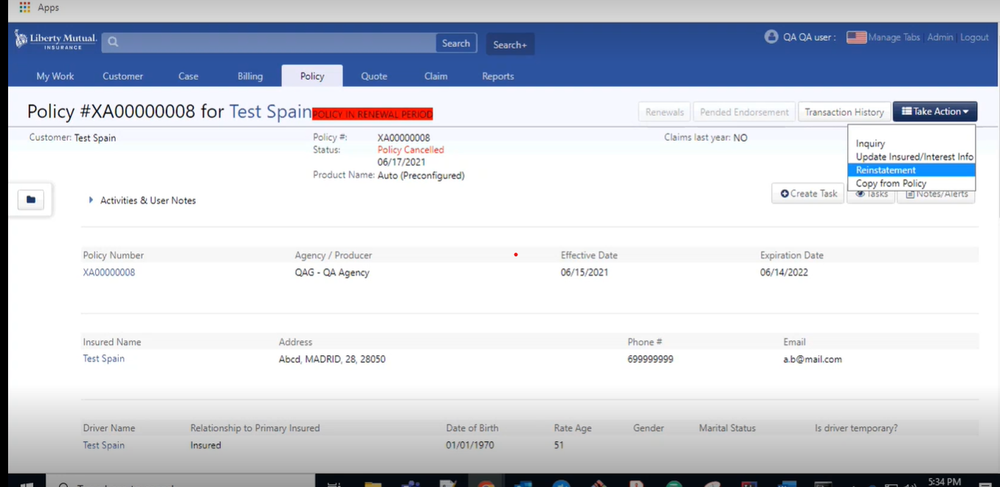 Apps
Liberty Mutual. INSURANCE
Search Search+
QA QA user : Manage Tabs Admin Logout
My Work Customer Case Billing Policy Quote Claim Reports
Policy #XA00000008 for Test Spain POLICY IN RENEWAL PERIOD
Renewals Pended Endorsement Transaction History Take Action
Customer: Test Spain
Policy #: XA00000008
Status: Policy Cancelled
06/17/2021
Product Name: Auto (Preconfigured)
Claims last year: NO
Inquiry
Update Insured/Interest Info
Reinstatement
Copy from Policy
Create Task Tasks Notes/Alerts
Activities & User Notes
Policy Number Agency / Producer Effective Date Expiration Date
XA00000008 QAG - QA Agency 06/15/2021 06/14/2022
Insured Name Address Phone # Email
Test Spain Abcd, MADRID, 28, 28050 699999999 a.b@mail.com
Driver Name Relationship to Primary Insured Date of Birth Rate Age Gender Marital Status Is driver temporary?
Test Spain Insured 01/01/1970 51
5:34 PM